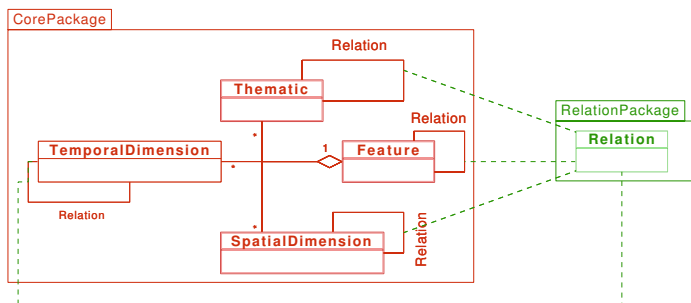 CorePackage
Relation
Thematic
RelationPackage
Relation
Relation
*
1
TemporalDimension
Feature
*
Relation
Relation
*
SpatialDimension